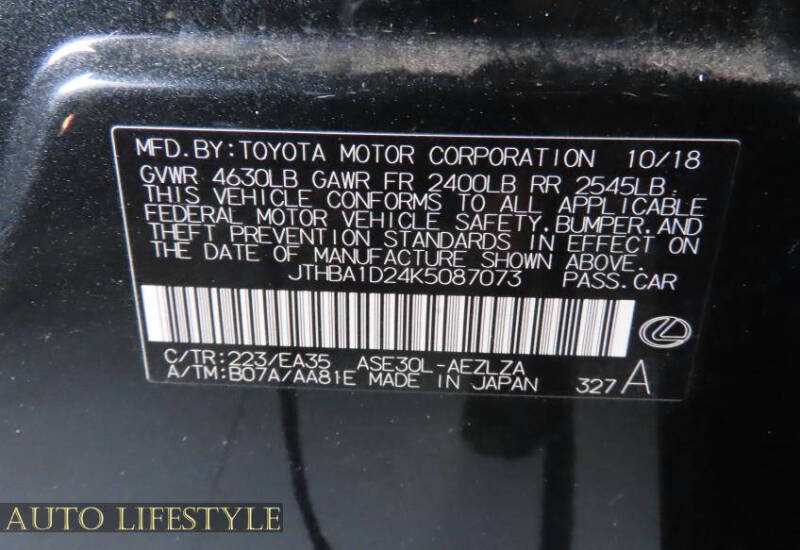 MFD.BY:TOYOTA MOTOR CORPORATION 10/18
GVWR 4630LB GAWR FR 2400LB RR 2545LB
THIS VEHICLE CONFORMS TO ALL APPLICABLE
FEDERAL MOTOR VEHICLE SAFETY,BUMPER,AND
THEFT PREVENTION STANDARDS IN EFFECT ON
THE DATE OF MANUFACTURE SHOWN ABOVE.
JTHBA1D24K5087073 PASS.CAR
C/TR:223/EA35 ASE30L-AEZLZA
A/TM:B07A/AA81E MADE IN JAPAN 327 A
AUTO LIFESTYLE